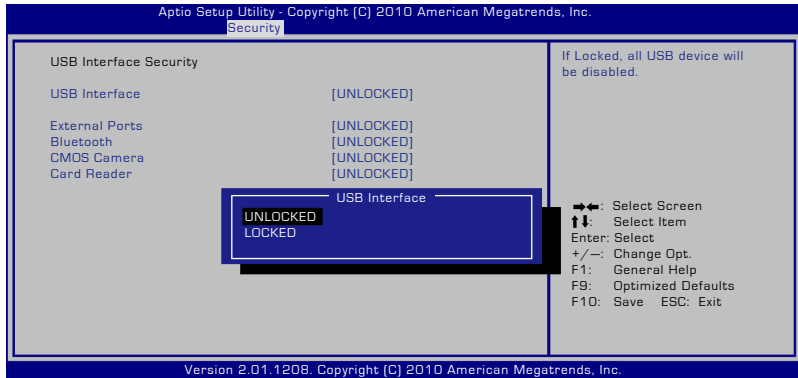 Aptio Setup Utility - Copyright (C) 2010 American Megatrends, Inc.
Security
USB Interface Security
USB Interface [UNLOCKED]
External Ports [UNLOCKED]
Bluetooth [UNLOCKED]
CMOS Camera [UNLOCKED]
Card Reader [UNLOCKED]
USB Interface
UNLOCKED
LOCKED
If Locked, all USB device will
be disabled.
→←: Select Screen
↑↓: Select Item
Enter: Select
+/—: Change Opt.
F1: General Help
F9: Optimized Defaults
F10: Save ESC: Exit
Version 2.01.1208. Copyright (C) 2010 American Megatrends, Inc.